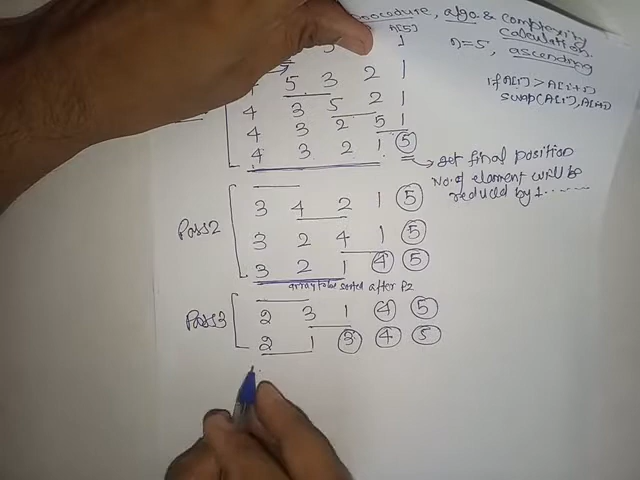 procedure, algo & complexity
calculation.
A[5]
n=5, ascending
if A[i] > A[i+1]
swap(A[i], A[i+1])
3 1
5 3 2 1
4 3 5 2 1
4 3 2 5 1
4 3 2 1 5
get final position
No. of element will be
reduced by 1.......
Pass2
3 4 2 1 5
3 2 4 1 5
3 2 1 4 5
array to be sorted after P2
Pass3
2 3 1 4 5
2 1 3 4 5